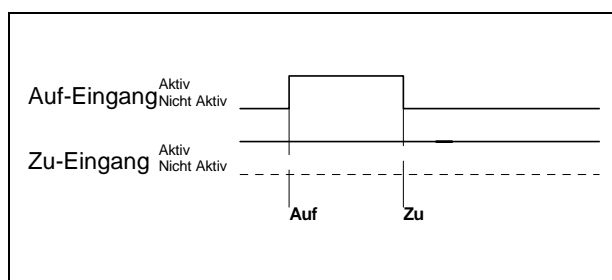 Auf-Eingang Aktiv
Nicht Aktiv
Zu-Eingang Aktiv
Nicht Aktiv
Auf Zu